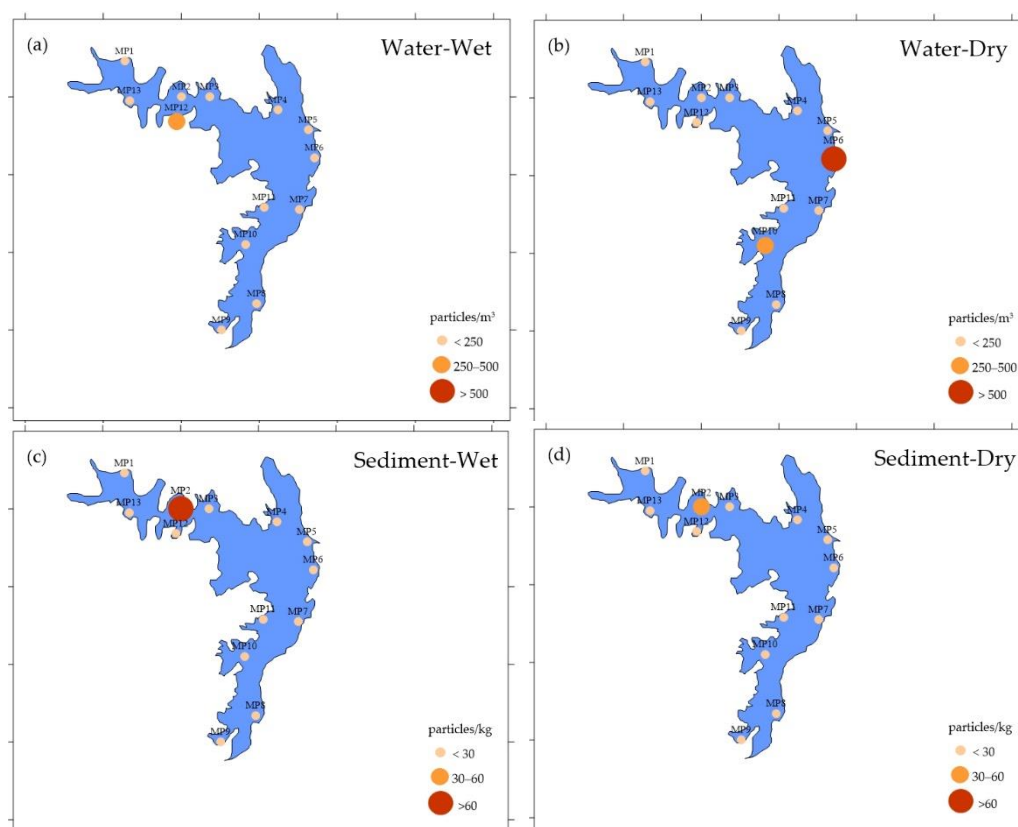 (a) Water-Wet
MP1
MP13
MP2
MP3
MP12
MP4
MP5
MP6
MP11
MP7
MP10
MP8
MP9
particles/m³
< 250
250–500
> 500
(b) Water-Dry
MP1
MP13
MP2
MP3
MP12
MP4
MP5
MP6
MP11
MP7
MP10
MP8
MP9
particles/m³
< 250
250–500
> 500
(c) Sediment-Wet
MP1
MP2
MP13
MP3
MP12
MP4
MP5
MP6
MP11
MP7
MP10
MP8
MP9
particles/kg
< 30
30–60
>60
(d) Sediment-Dry
MP1
MP2
MP13
MP3
MP12
MP4
MP5
MP6
MP11
MP7
MP10
MP8
MP9
particles/kg
< 30
30–60
>60